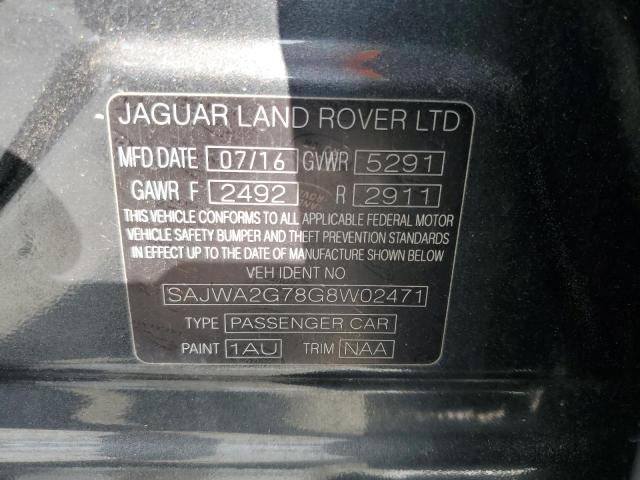 JAGUAR LAND ROVER LTD
MFD DATE 07/16 GVWR 5291
GAWR F 2492 R 2911
THIS VEHICLE CONFORMS TO ALL APPLICABLE FEDERAL MOTOR
VEHICLE SAFETY BUMPER AND THEFT PREVENTION STANDARDS
IN EFFECT UP TO THE DATE OF MANUFACTURE SHOWN BELOW
VEH IDENT NO
SAJWA2G78G8W02471
TYPE PASSENGER CAR
PAINT 1AU TRIM NAA